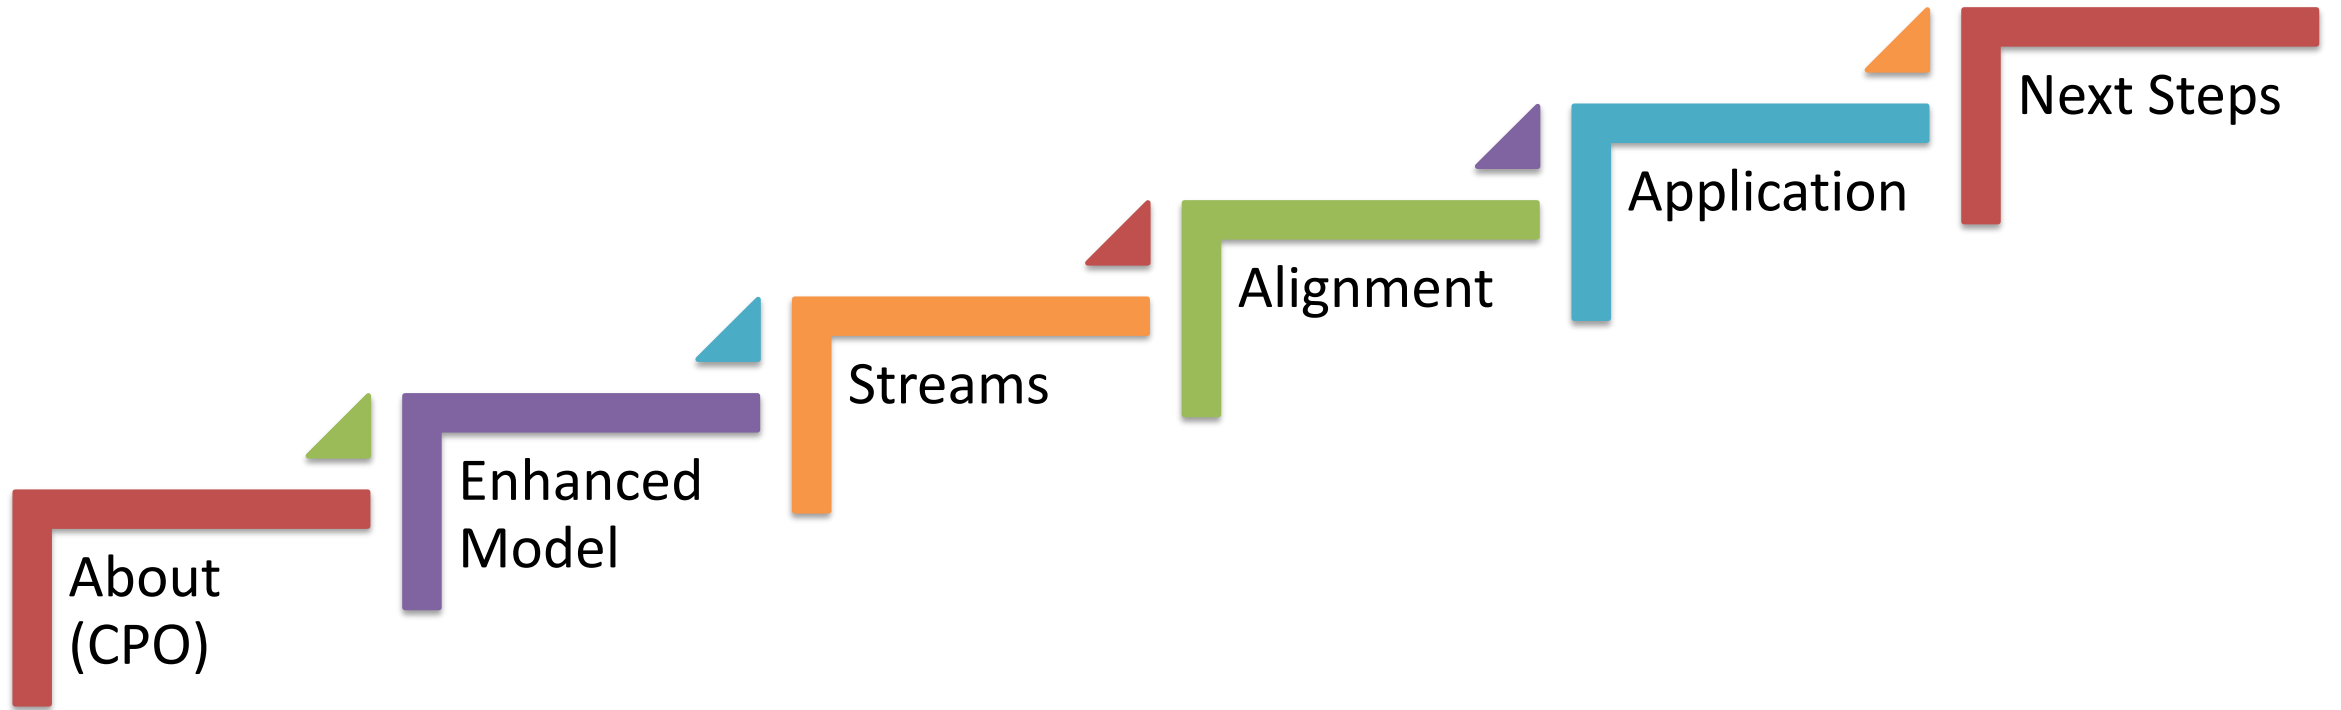 About
(CPO)
Enhanced
Model
Streams
Alignment
Application
Next Steps